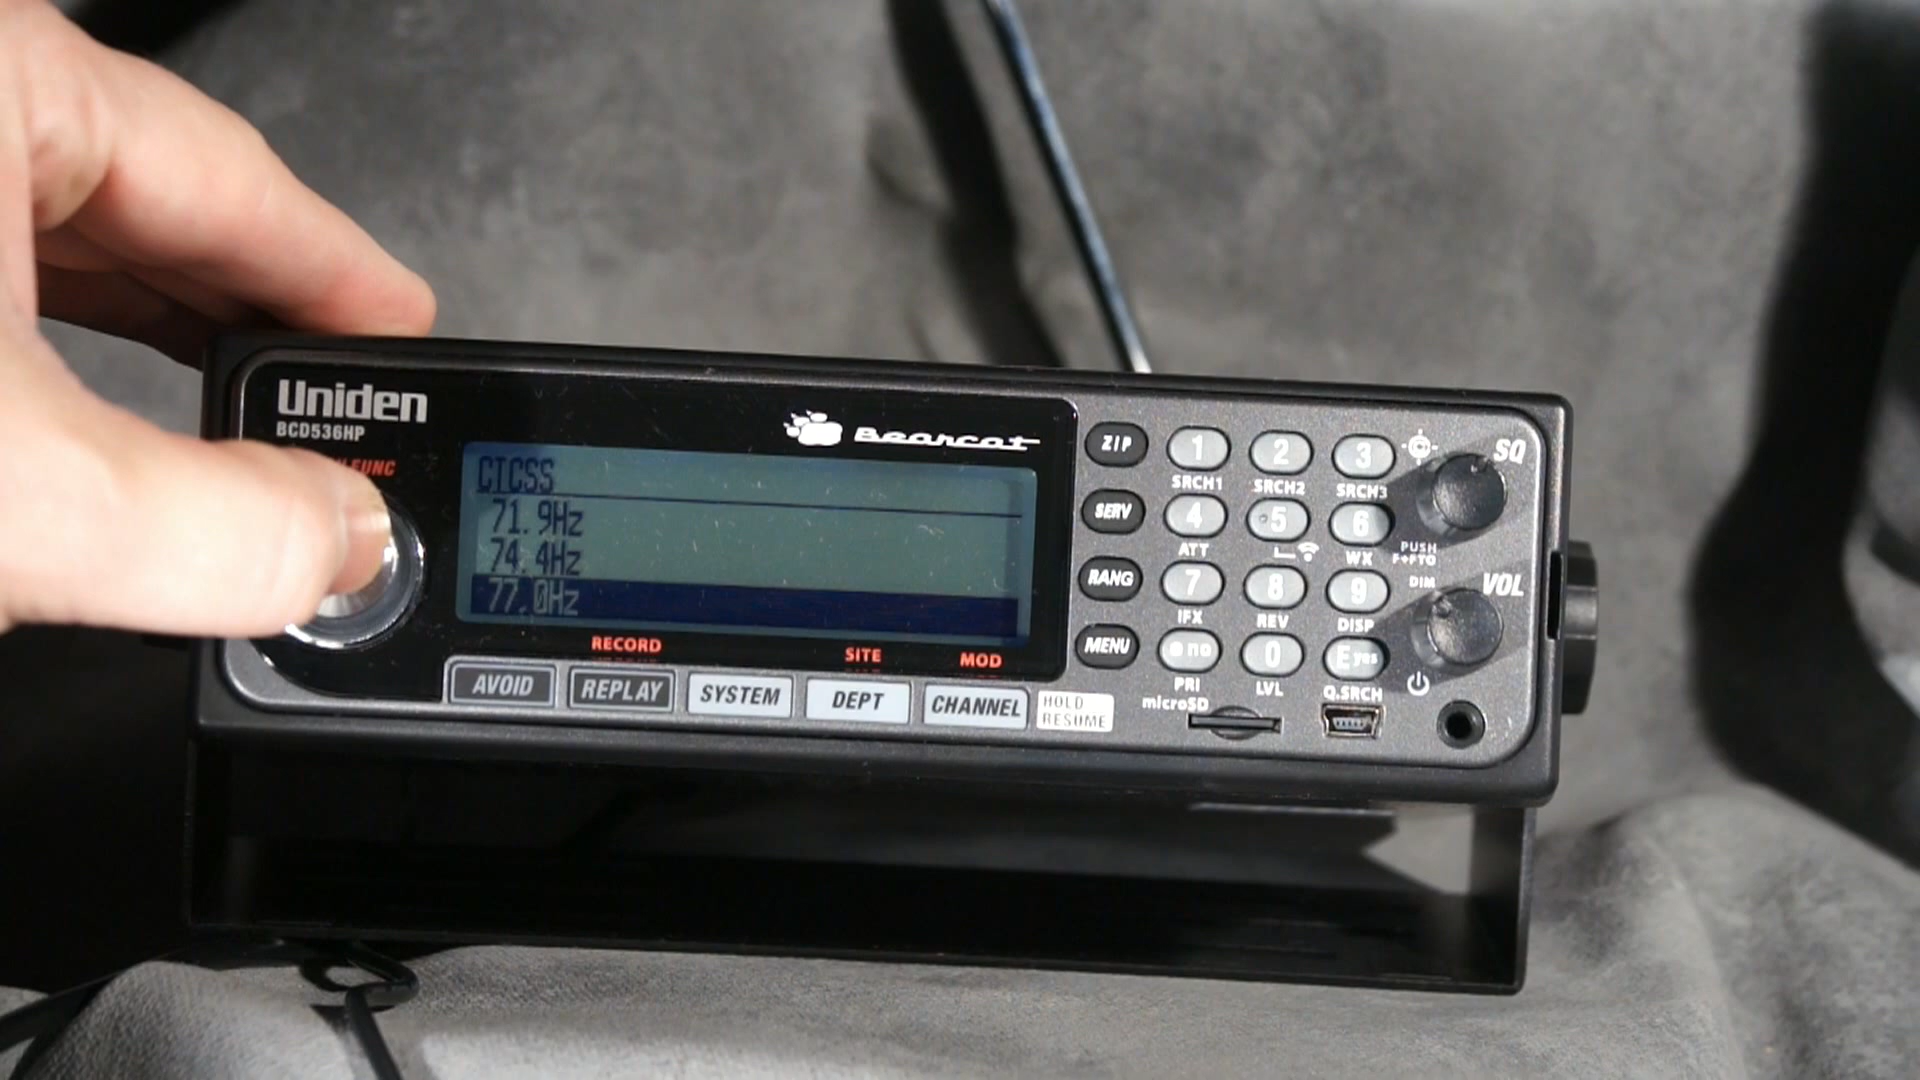 Uniden
BCD536HP
FUNC
Bearcat
CTCSS
71.9Hz
74.4Hz
77.0Hz
RECORD
SITE
MOD
AVOID
REPLAY
SYSTEM
DEPT
CHANNEL
HOLD
RESUME
ZIP
1
2
3
SQ
SRCH1
SRCH2
SRCH3
SERV
4
5
6
ATT
WX
PUSH
F+FTO
RANG
7
8
9
DIM
VOL
IFX
REV
DISP
MENU
no
0
E yes
PRI
LVL
Q.SRCH
microSD